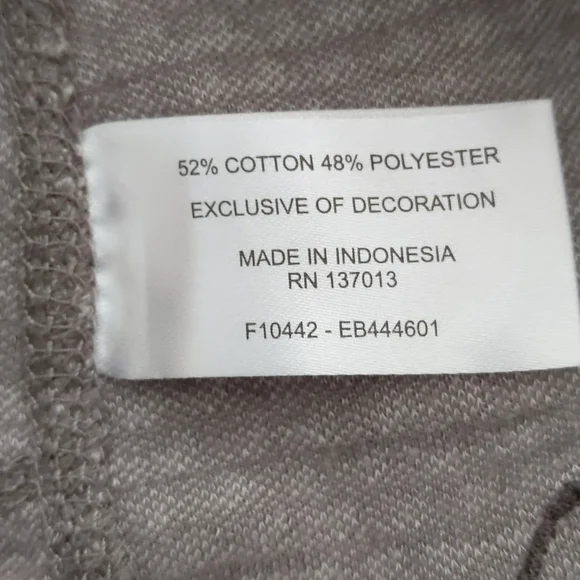 52% COTTON 48% POLYESTER
EXCLUSIVE OF DECORATION
MADE IN INDONESIA
RN 137013
F10442 - EB444601